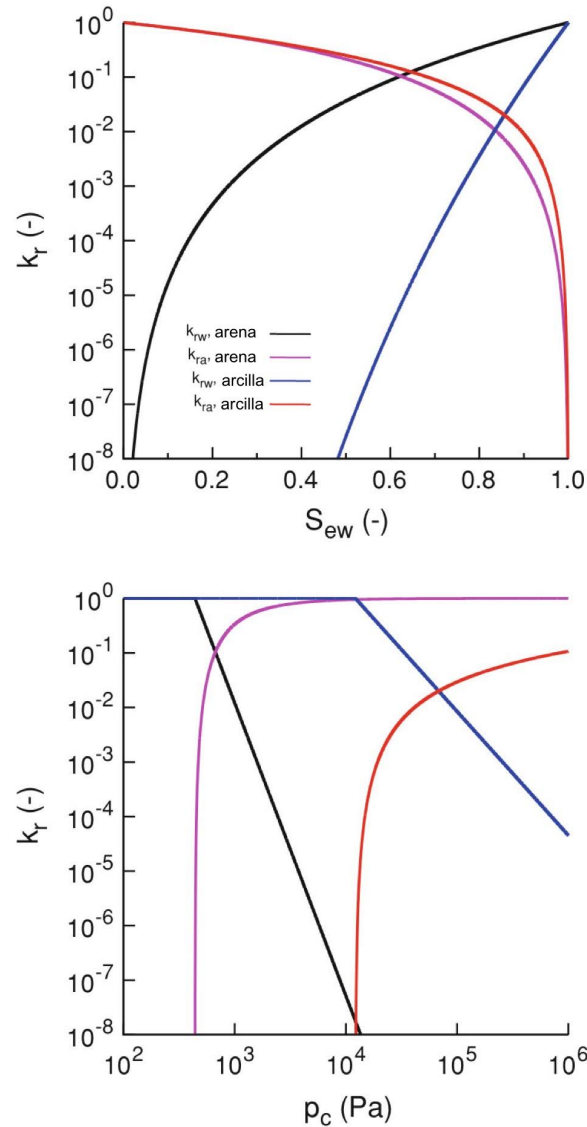 10^0
10^-1
10^-2
10^-3
10^-4
10^-5
10^-6
10^-7
10^-8
k_r (-)
k_rw, arena
k_ra, arena
k_rw, arcilla
k_ra, arcilla
0.0 0.2 0.4 0.6 0.8 1.0
S_ew (-)
10^0
10^-1
10^-2
10^-3
10^-4
10^-5
10^-6
10^-7
10^-8
k_r (-)
10^2 10^3 10^4 10^5 10^6
p_c (Pa)